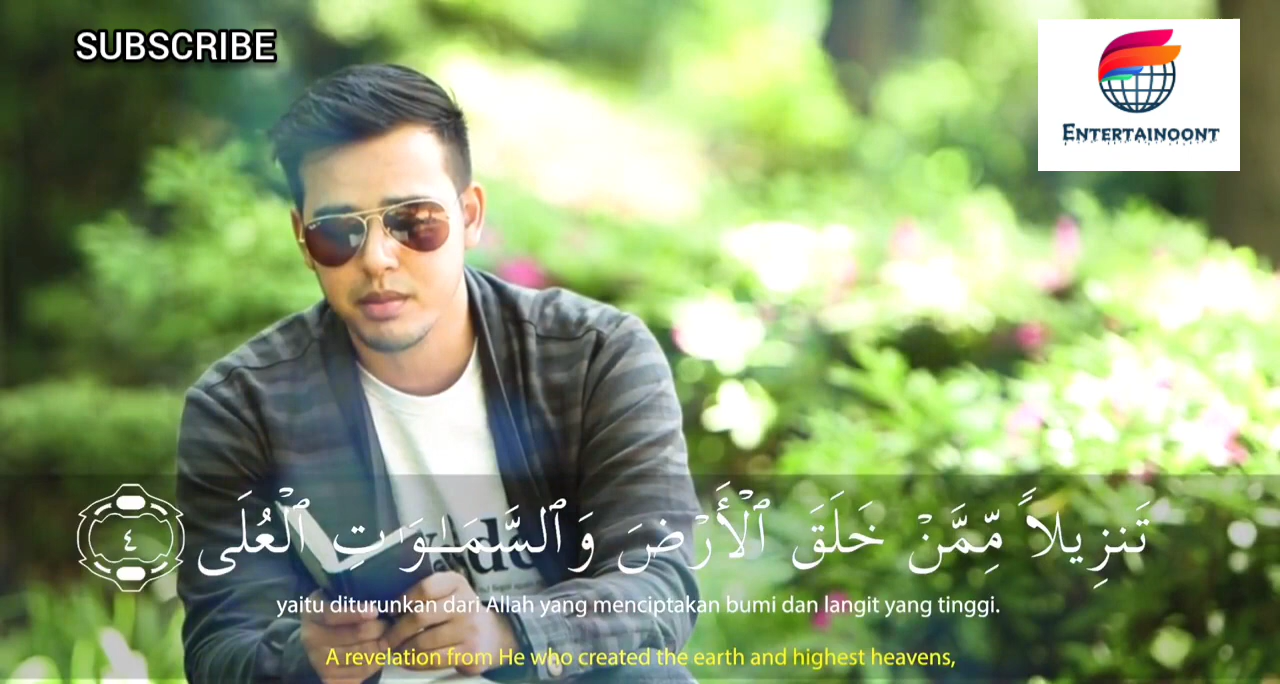 SUBSCRIBE
ENTERTAINOONT
تَنزِيلاً مِّمَّنْ خَلَقَ ٱلْأَرْضَ وَٱلسَّمَـٰوَٰتِ ٱلْعُلَى ٤
yaitu diturunkan dari Allah yang menciptakan bumi dan langit yang tinggi.
A revelation from He who created the earth and highest heavens,